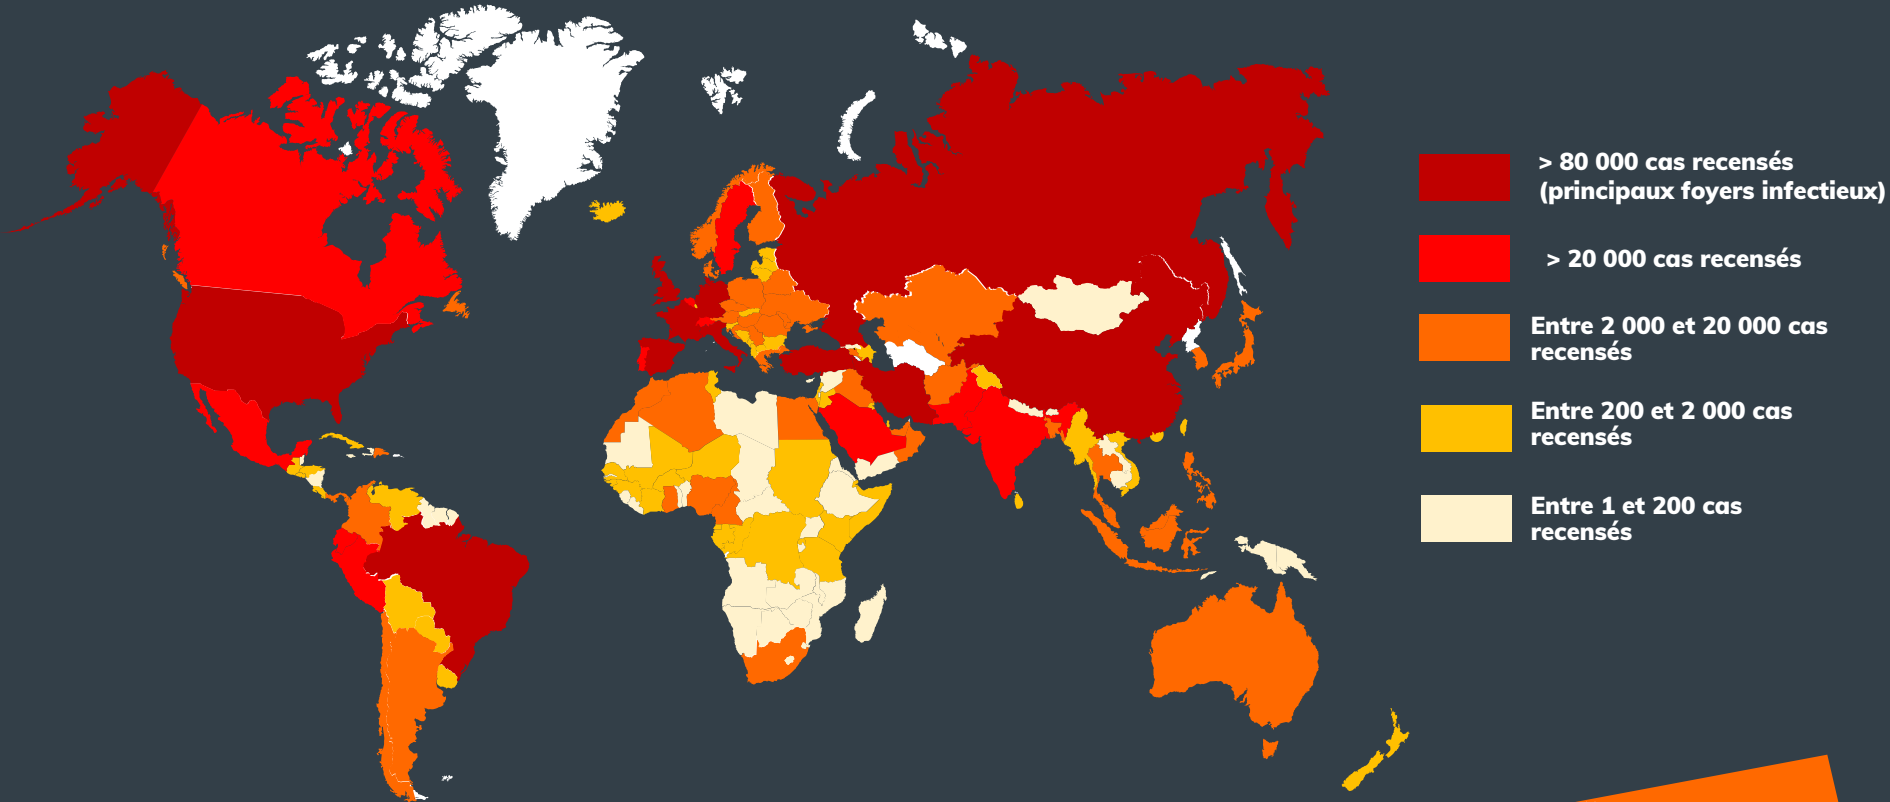 > 80 000 cas recensés
(principaux foyers infectieux)
> 20 000 cas recensés
Entre 2 000 et 20 000 cas
recensés
Entre 200 et 2 000 cas
recensés
Entre 1 et 200 cas
recensés